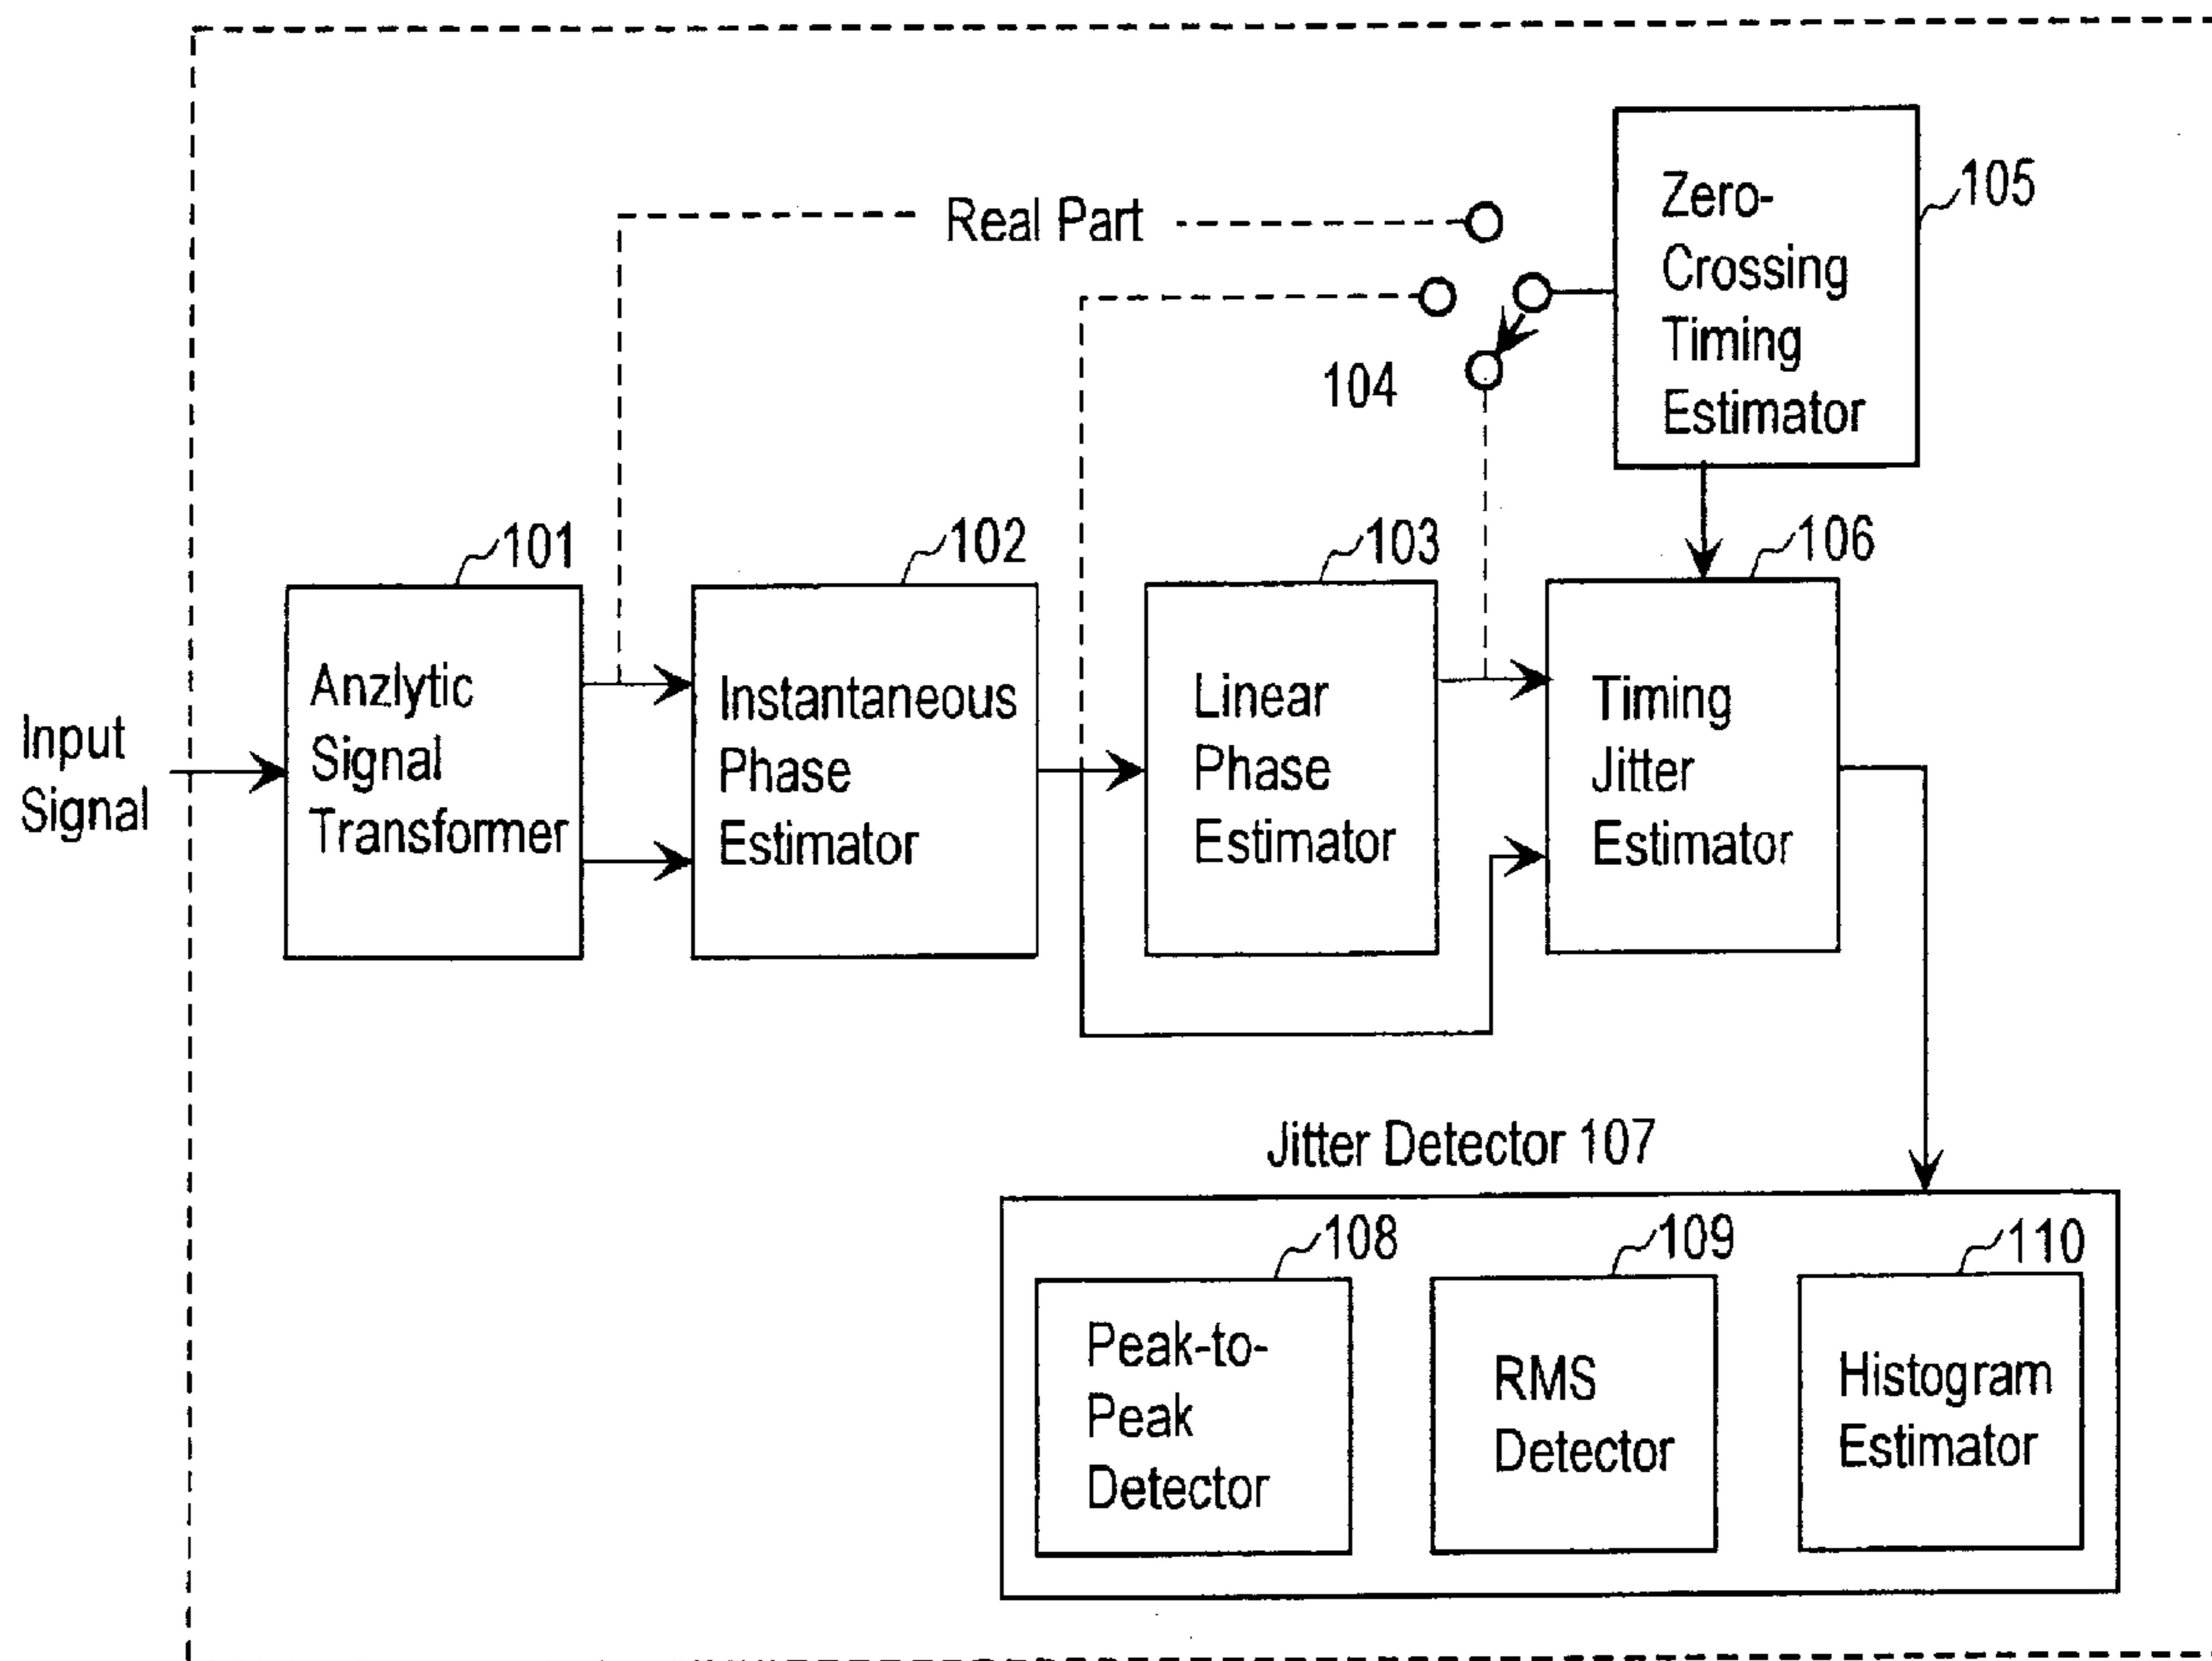 Real Part
Zero-
Crossing
Timing
Estimator
105
104
101
102
103
106
Input
Signal
Anzlytic
Signal
Transformer
Instantaneous
Phase
Estimator
Linear
Phase
Estimator
Timing
Jitter
Estimator
Jitter Detector 107
108
109
110
Peak-to-
Peak
Detector
RMS
Detector
Histogram
Estimator